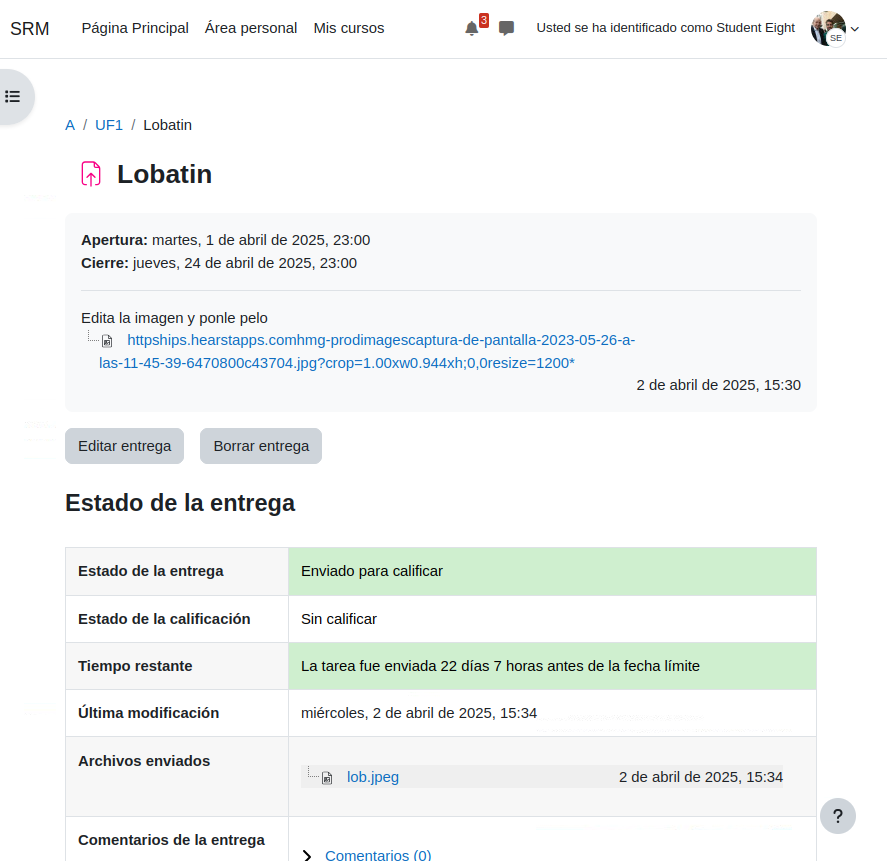 SRM Página Principal Área personal Mis cursos 3 Usted se ha identificado como Student Eight SE
A / UF1 / Lobatin
Lobatin
Apertura: martes, 1 de abril de 2025, 23:00
Cierre: jueves, 24 de abril de 2025, 23:00
Edita la imagen y ponle pelo
httpships.hearstapps.comhmg-prodimagescaptura-de-pantalla-2023-05-26-a-
las-11-45-39-6470800c43704.jpg?crop=1.00xw0.944xh;0,0resize=1200*
2 de abril de 2025, 15:30
Editar entrega Borrar entrega
Estado de la entrega
Estado de la entrega Enviado para calificar
Estado de la calificación Sin calificar
Tiempo restante La tarea fue enviada 22 días 7 horas antes de la fecha límite
Última modificación miércoles, 2 de abril de 2025, 15:34
Archivos enviados
lob.jpeg 2 de abril de 2025, 15:34
?
Comentarios de la entrega
Comentarios (0)